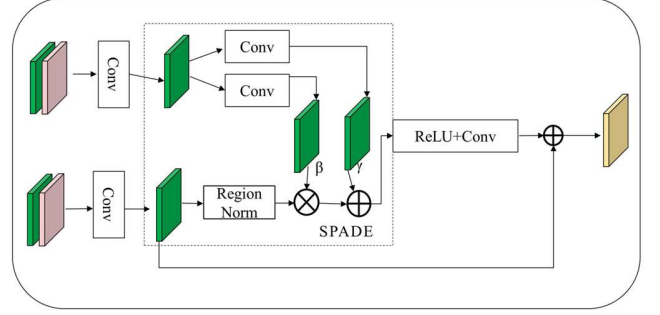 Conv
Conv
Conv
ReLU+Conv
β
γ
Conv
Region
Norm
SPADE